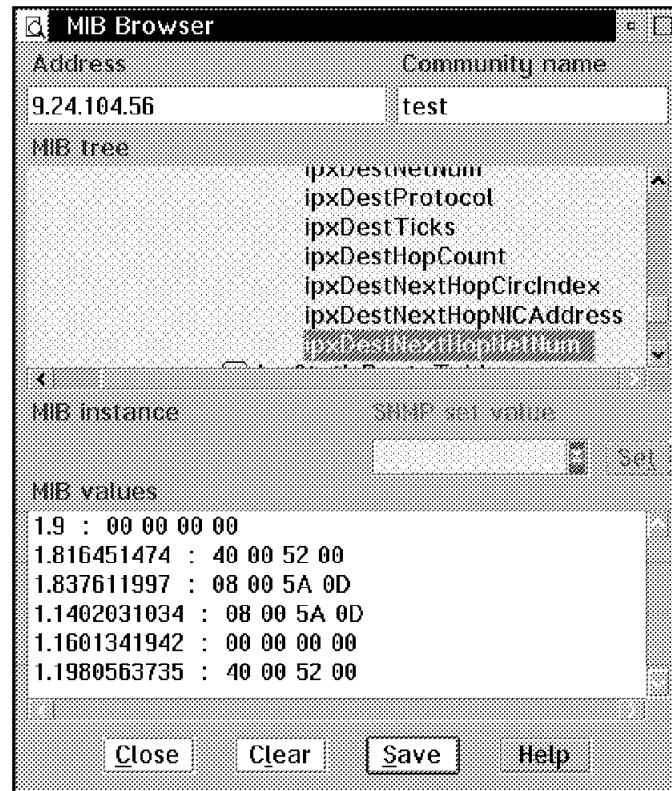 MIB Browser
Address Community name
9.24.104.56 test
MIB tree
ipxDestNetNum
ipxDestProtocol
ipxDestTicks
ipxDestHopCount
ipxDestNextHopCircIndex
ipxDestNextHopNICAddress
ipxDestNextHopNetNum
MIB instance SNMP set value
Set
MIB values
1.9 : 00 00 00 00
1.816451474 : 40 00 52 00
1.837611997 : 08 00 5A 0D
1.1402031034 : 08 00 5A 0D
1.1601341942 : 00 00 00 00
1.1980563735 : 40 00 52 00
Close Clear Save Help